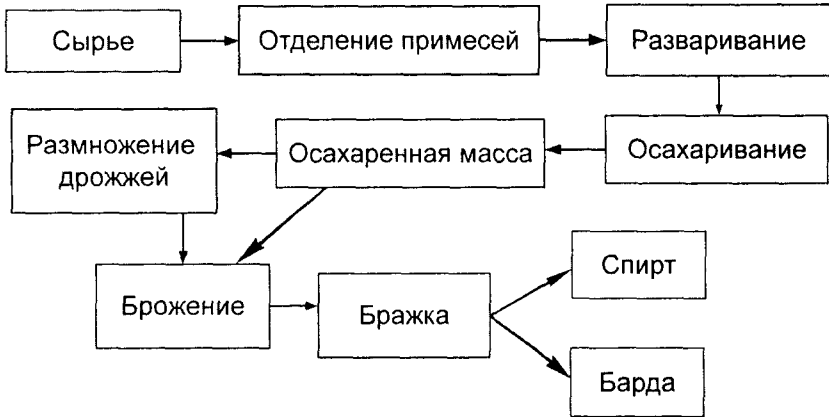 Сырье
Отделение примесей
Разваривание
Размножение
дрожжей
Осахаренная масса
Осахаривание
Брожение
Бражка
Спирт
Барда